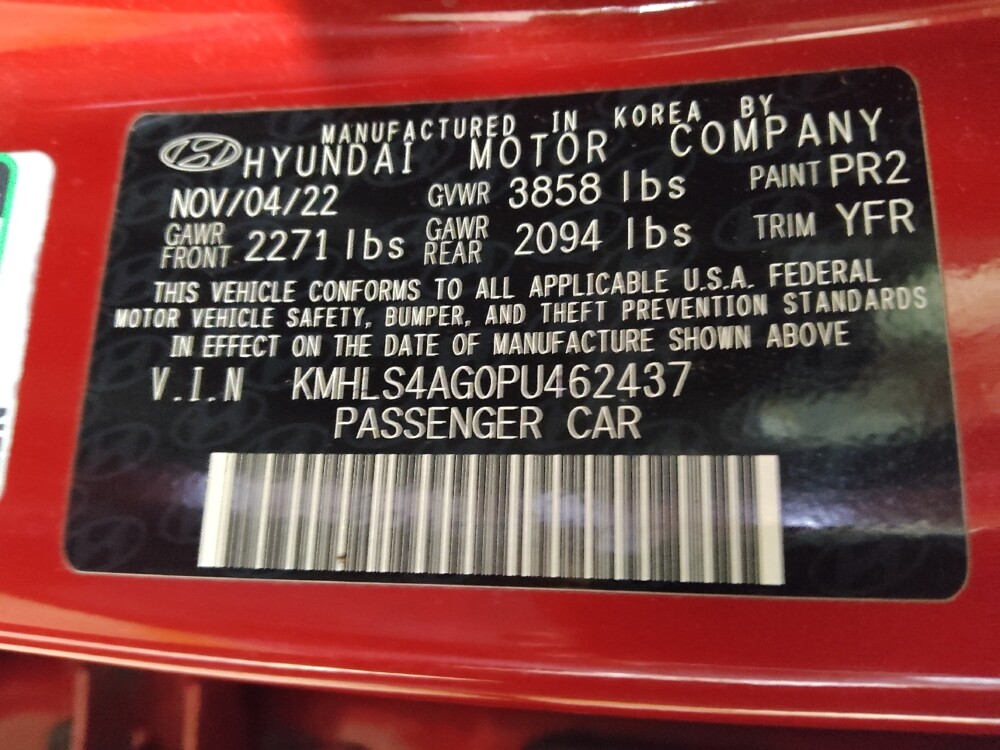 MANUFACTURED IN KOREA BY
HYUNDAI MOTOR COMPANY
NOV/04/22 GVWR 3858 lbs PAINT PR2
GAWR FRONT 2271 lbs GAWR REAR 2094 lbs TRIM YFR
THIS VEHICLE CONFORMS TO ALL APPLICABLE U.S.A. FEDERAL
MOTOR VEHICLE SAFETY, BUMPER, AND THEFT PREVENTION STANDARDS
IN EFFECT ON THE DATE OF MANUFACTURE SHOWN ABOVE
V.I.N KMHLS4AG0PU462437
PASSENGER CAR